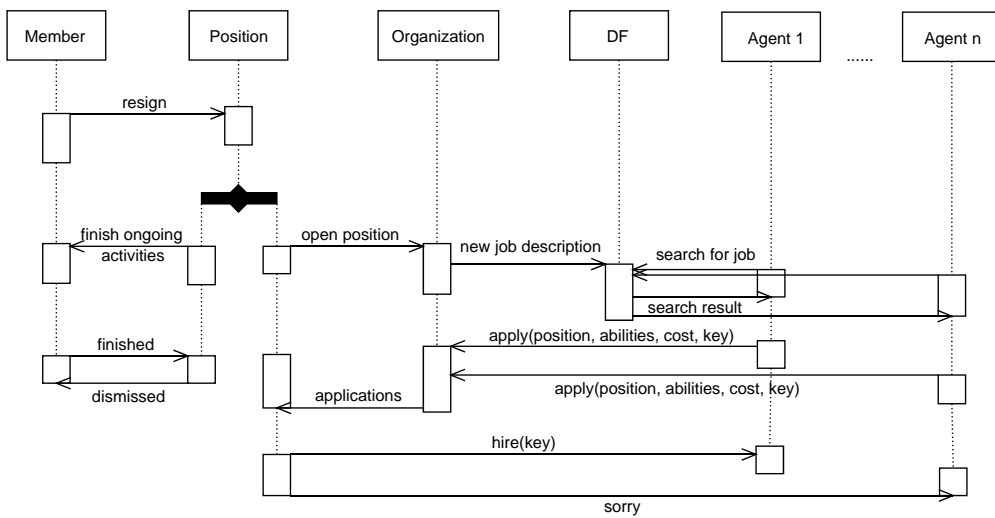 Member
Position
Organization
DF
Agent 1
......
Agent n
resign
finish ongoing
activities
open position
new job description
search for job
search result
finished
dismissed
apply(position, abilities, cost, key)
apply(position, abilities, cost, key)
applications
hire(key)
sorry